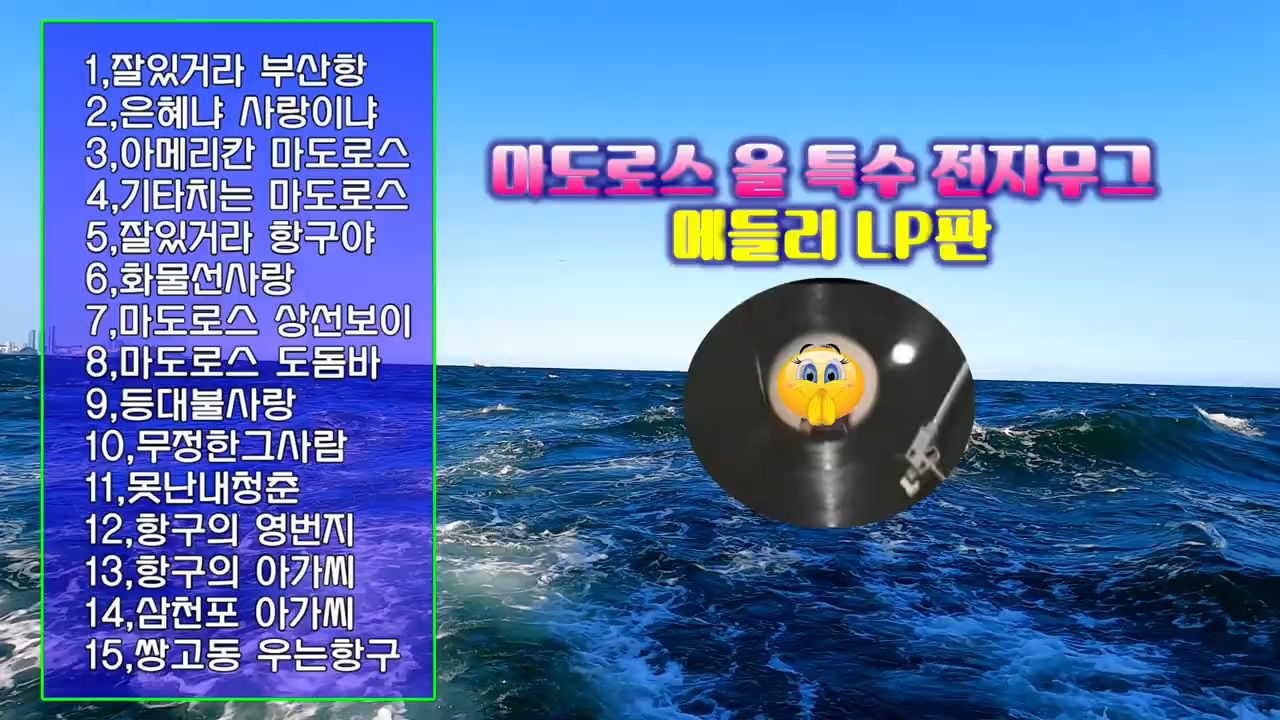 1,잘있거라 부산항
2,은혜냐 사랑이냐
3,아메리칸 마도로스
4,기타치는 마도로스
5,잘있거라 항구야
6,화물선사랑
7,마도로스 상선보이
8,마도로스 도돔바
9,등대불사랑
10,무정한그사람
11,못난내청춘
12,항구의 영번지
13,항구의 아가씨
14,삼천포 아가씨
15,쌍고동 우는항구
마도로스 올 특수 전자무그
메들리 LP판